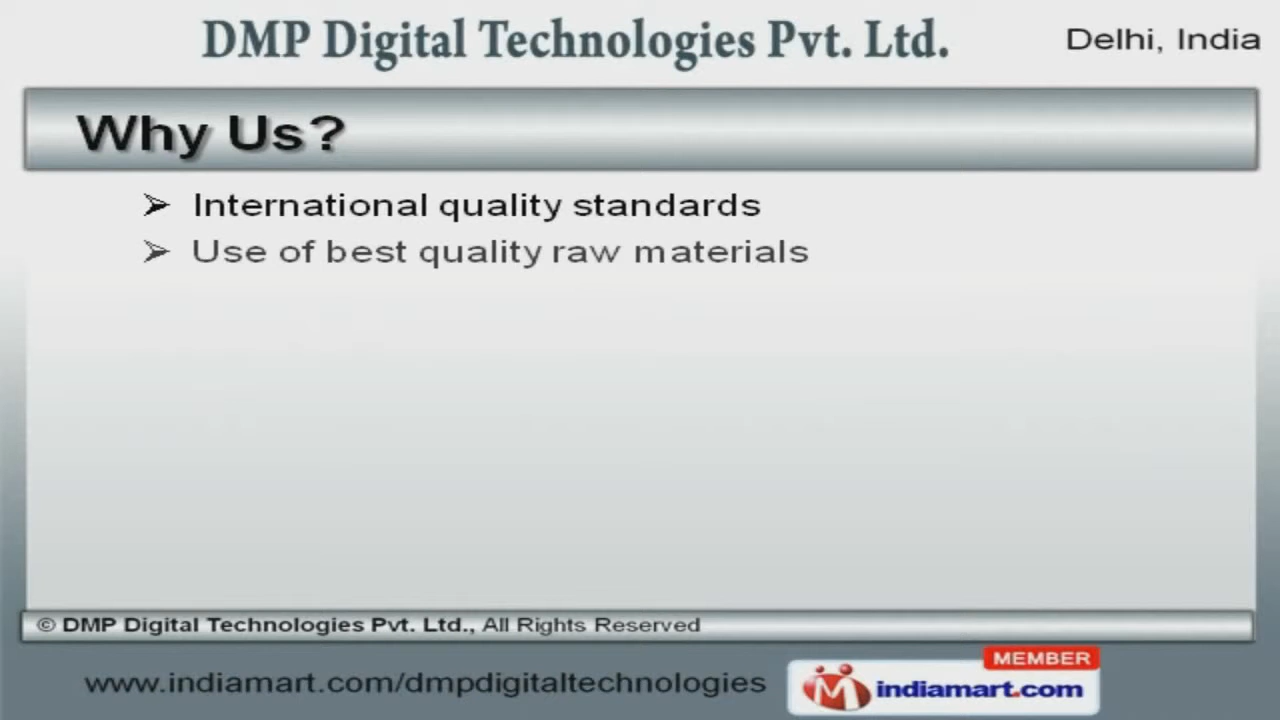 DMP Digital Technologies Pvt. Ltd.
Delhi, India
Why Us?
➢ International quality standards
➢ Use of best quality raw materials
© DMP Digital Technologies Pvt. Ltd., All Rights Reserved
www.indiamart.com/dmpdigitaltechnologies
MEMBER
indiamart.com